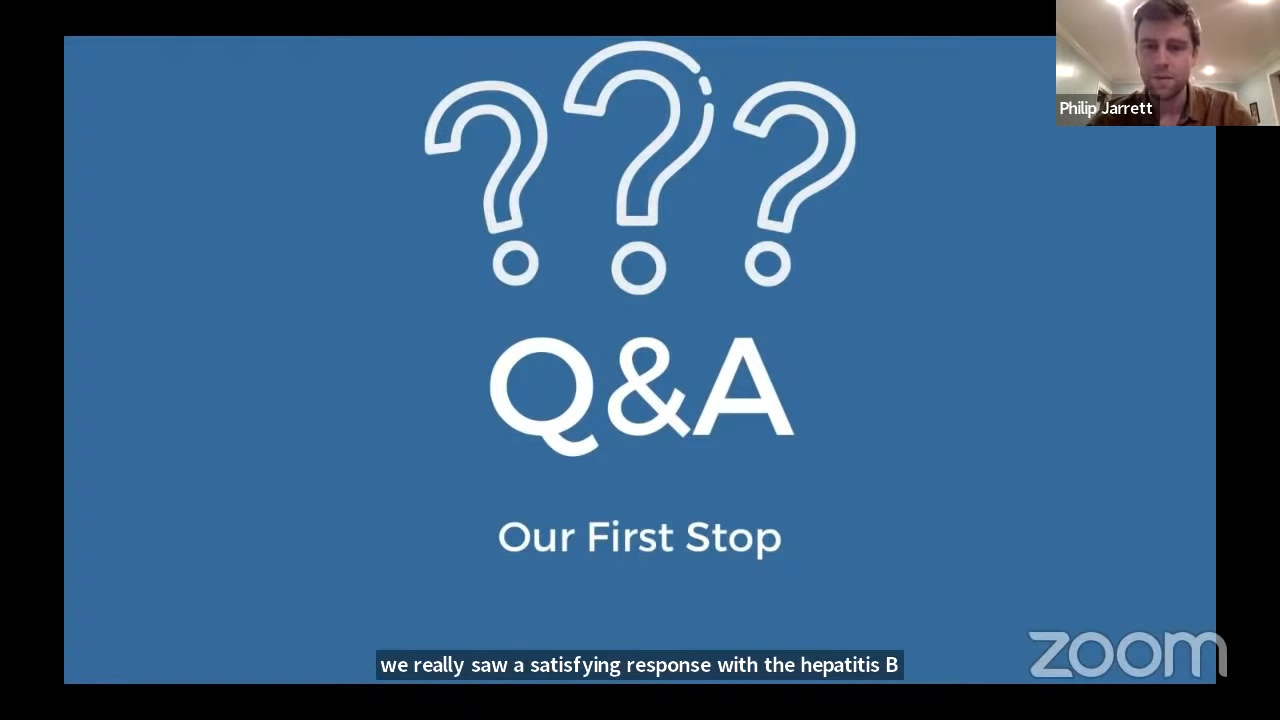 Philip Jarrett
???
Q&A
Our First Stop
we really saw a satisfying response with the hepatitis B
zoom